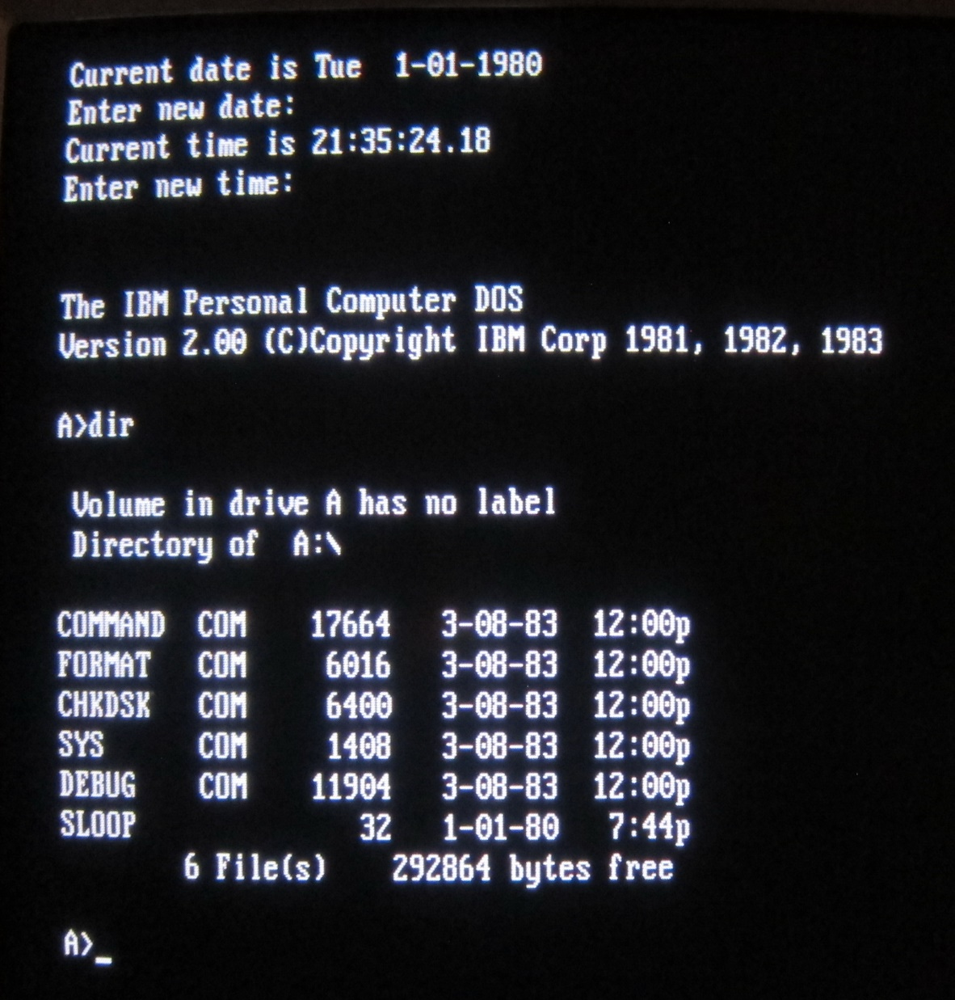 Current date is Tue  1-01-1980
Enter new date:
Current time is 21:35:24.18
Enter new time:
The IBM Personal Computer DOS
Version 2.00 (C)Copyright IBM Corp 1981, 1982, 1983
A>dir
Volume in drive A has no label
Directory of  A:\
COMMAND  COM    17664   3-08-83  12:00p
FORMAT   COM     6016   3-08-83  12:00p
CHKDSK   COM     6400   3-08-83  12:00p
SYS      COM     1408   3-08-83  12:00p
DEBUG    COM    11904   3-08-83  12:00p
SLOOP              32   1-01-80   7:44p
6 File(s)    292864 bytes free
A>_